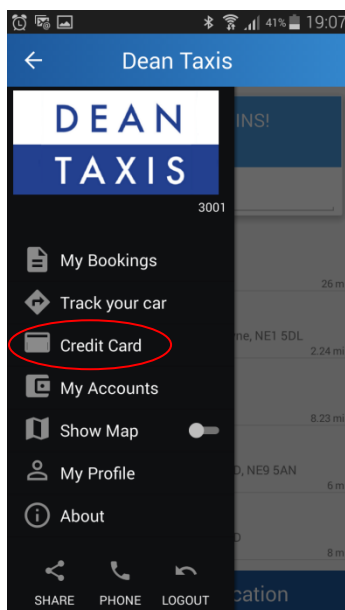 41% 19:07
Dean Taxis
DEAN
TAXIS
3001
INS!
My Bookings
Track your car
26 m
Credit Card
ne, NE1 5DL
2.24 mi
My Accounts
Show Map
8.23 mi
My Profile
D, NE9 5AN
6 m
About
8 m
SHARE PHONE LOGOUT
cation